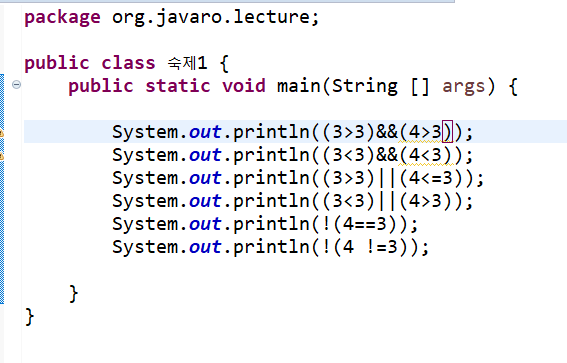 package org.javaro.lecture;
public class 숙제1 {
public static void main(String [] args) {
System.out.println((3>3)&&(4>3));
System.out.println((3<3)&&(4<3));
System.out.println((3>3)||(4<=3));
System.out.println((3<3)||(4>3));
System.out.println(!(4==3));
System.out.println(!(4 !=3));
}
}